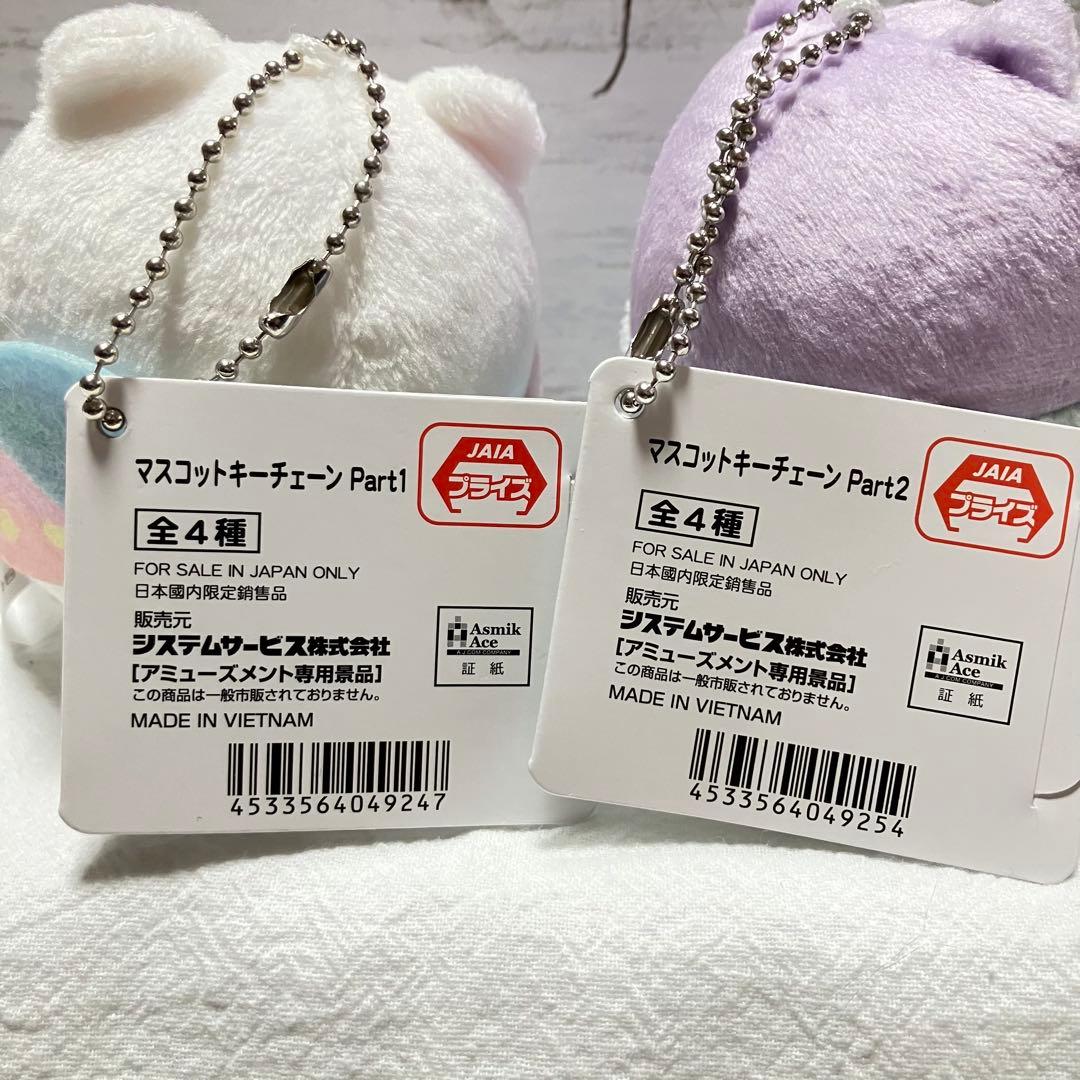 マスコットキーチェーン Part1
JAIA
プライズ
全4種
FOR SALE IN JAPAN ONLY
日本國内限定銷售品
販売元
システムサービス株式会社
[アミューズメント専用景品]
この商品は一般市販されておりません。
MADE IN VIETNAM
Asmik
Ace
A J:COM COMPANY
証紙
4533564049247
マスコットキーチェーン Part2
JAIA
プライズ
全4種
FOR SALE IN JAPAN ONLY
日本國内限定銷售品
販売元
システムサービス株式会社
[アミューズメント専用景品]
この商品は一般市販されておりません。
MADE IN VIETNAM
Asmik
Ace
A J:COM COMPANY
証紙
4533564049254